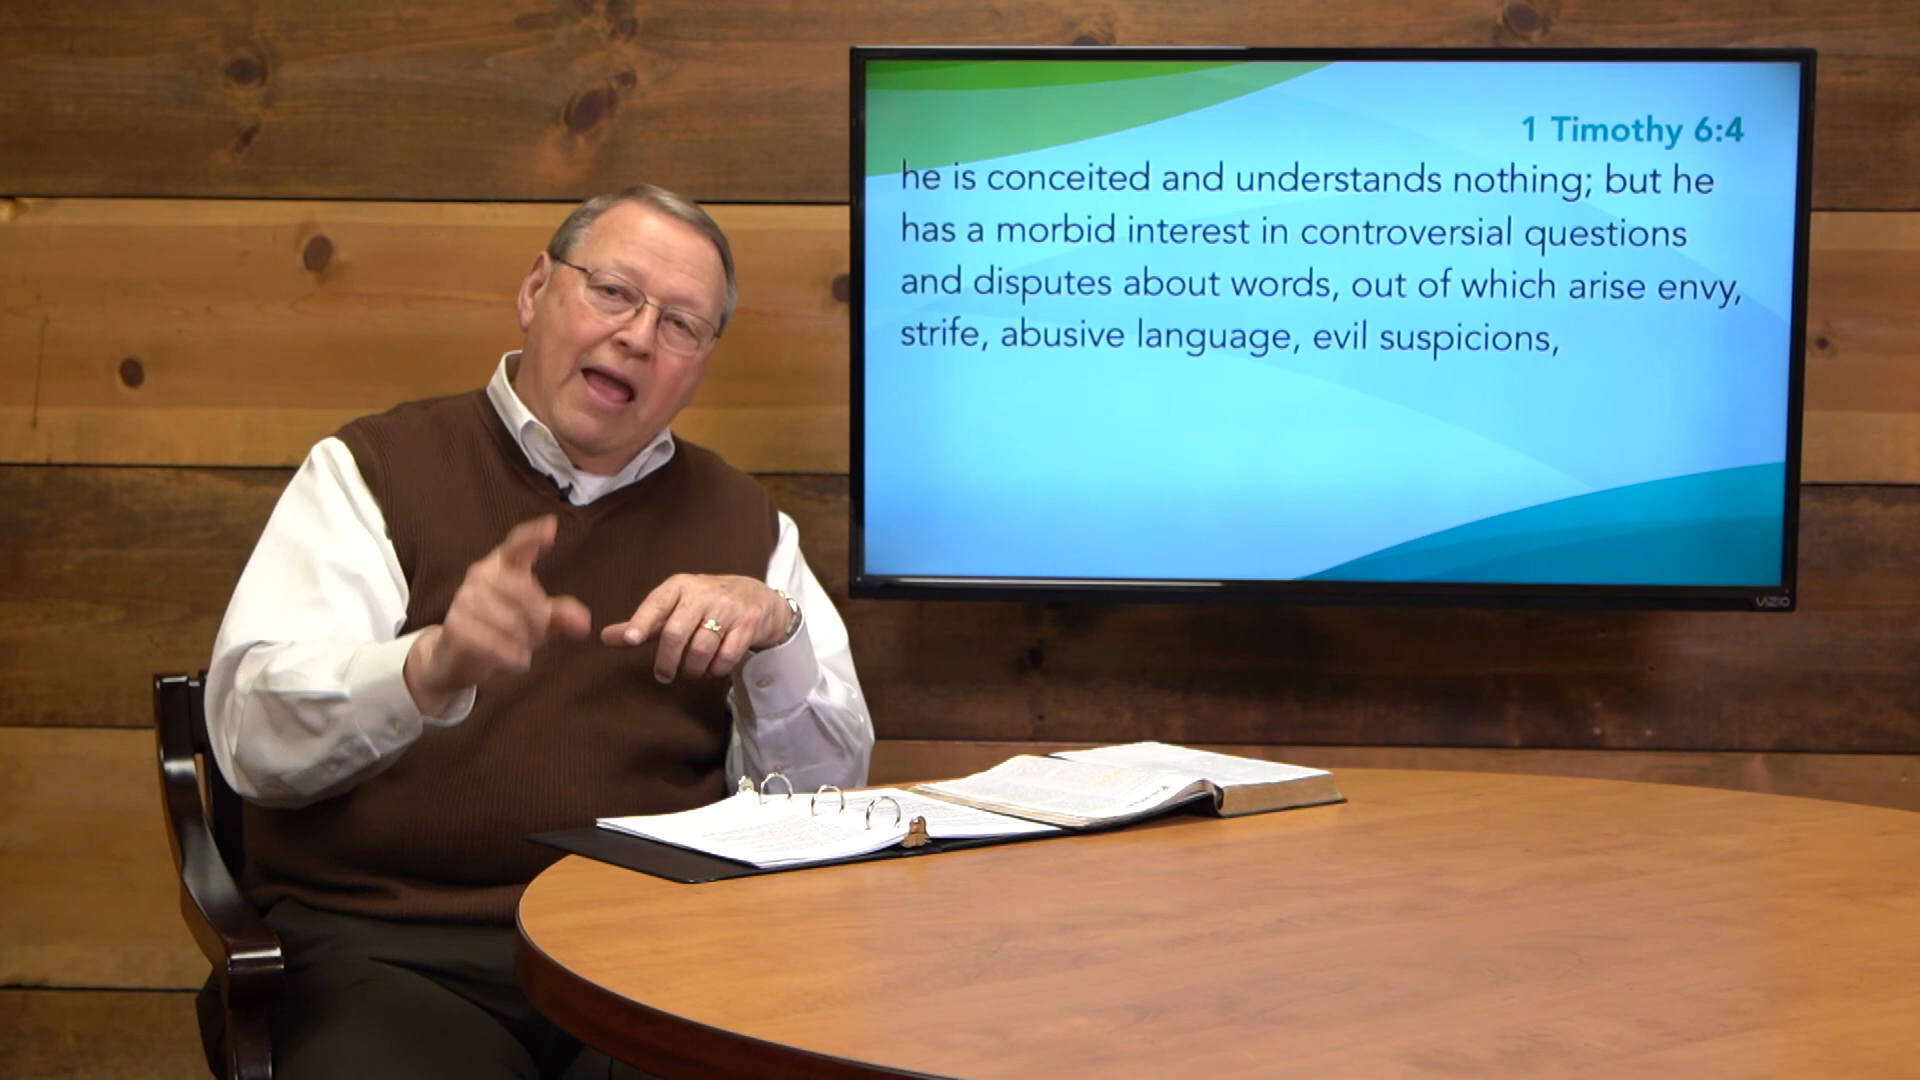 1 Timothy 6:4
he is conceited and understands nothing; but he
has a morbid interest in controversial questions
and disputes about words, out of which arise envy,
strife, abusive language, evil suspicions,
VIZIO